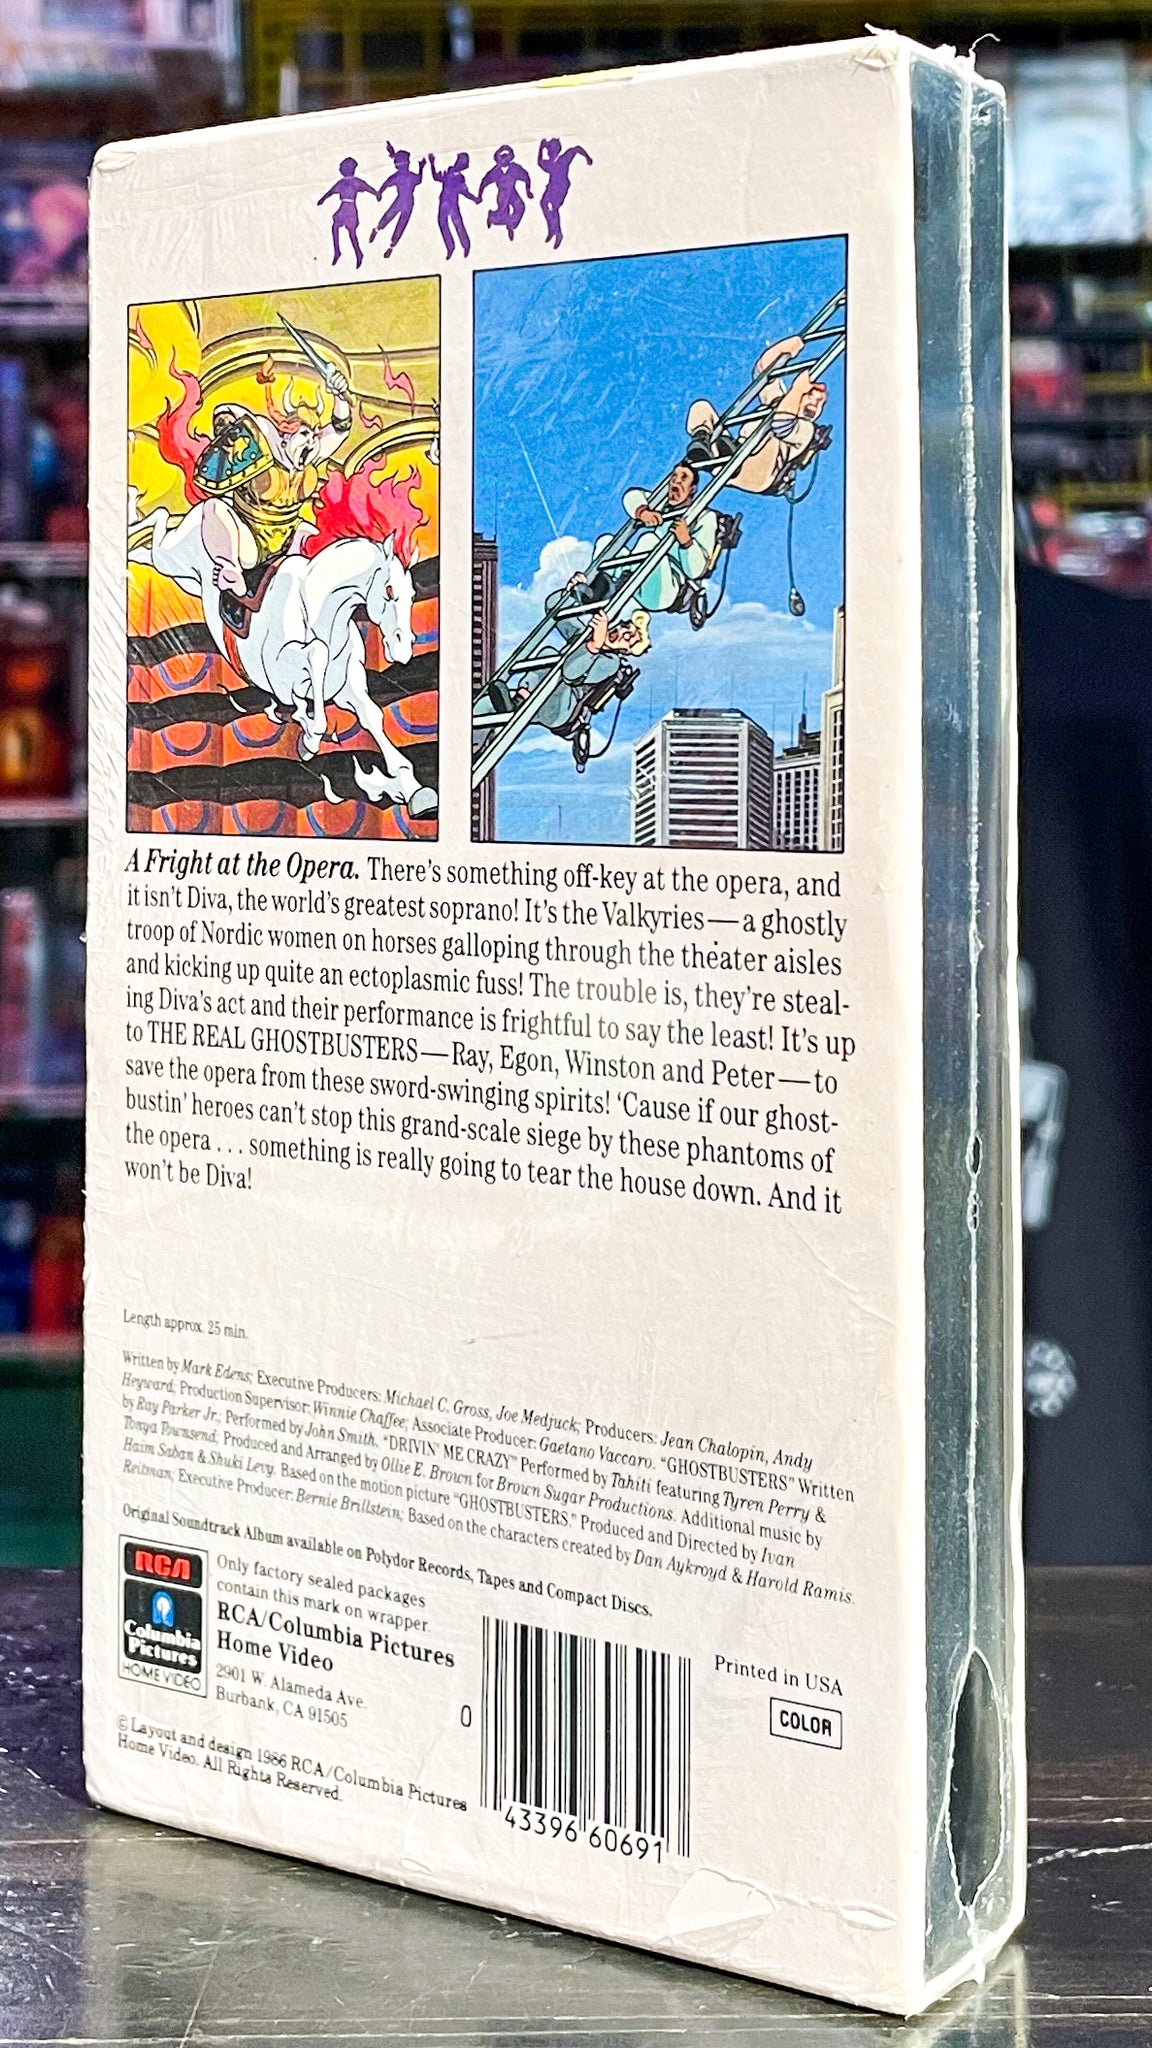 A Fright at the Opera. There's something off-key at the opera, and
it isn't Diva, the world's greatest soprano! It's the Valkyries—a ghostly
troop of Nordic women on horses galloping through the theater aisles
and kicking up quite an ectoplasmic fuss! The trouble is, they're steal-
ing Diva's act and their performance is frightful to say the least! It's up
to THE REAL GHOSTBUSTERS—Ray, Egon, Winston and Peter—to
save the opera from these sword-swinging spirits! 'Cause if our ghost-
bustin' heroes can't stop this grand-scale siege by these phantoms of
the opera . . . something is really going to tear the house down. And it
won't be Diva!
Length approx. 25 min.
Written by Mark Edens; Executive Producers: Michael C. Gross, Joe Medjuck; Producers: Jean Chalopin, Andy
Heyward; Production Supervisor: Winnie Chaffee; Associate Producer: Gaetano Vaccaro. "GHOSTBUSTERS" Written
by Ray Parker Jr.; Performed by John Smith. "DRIVIN' ME CRAZY" Performed by Tahiti featuring Tyren Perry &
Tonya Townsend; Produced and Arranged by Ollie E. Brown for Brown Sugar Productions. Additional music by
Haim Saban & Shuki Levy. Based on the motion picture "GHOSTBUSTERS." Produced and Directed by Ivan
Reitman; Executive Producer: Bernie Brillstein; Based on the characters created by Dan Aykroyd & Harold Ramis.
Original Soundtrack Album available on Polydor Records, Tapes and Compact Discs.
RCA
Columbia
Pictures
HOME VIDEO
Only factory sealed packages
contain this mark on wrapper.
RCA/Columbia Pictures
Home Video
2901 W. Alameda Ave.
Burbank, CA 91505
© Layout and design 1986 RCA/Columbia Pictures
Home Video. All Rights Reserved.
0
43396 60691
Printed in USA
COLOR